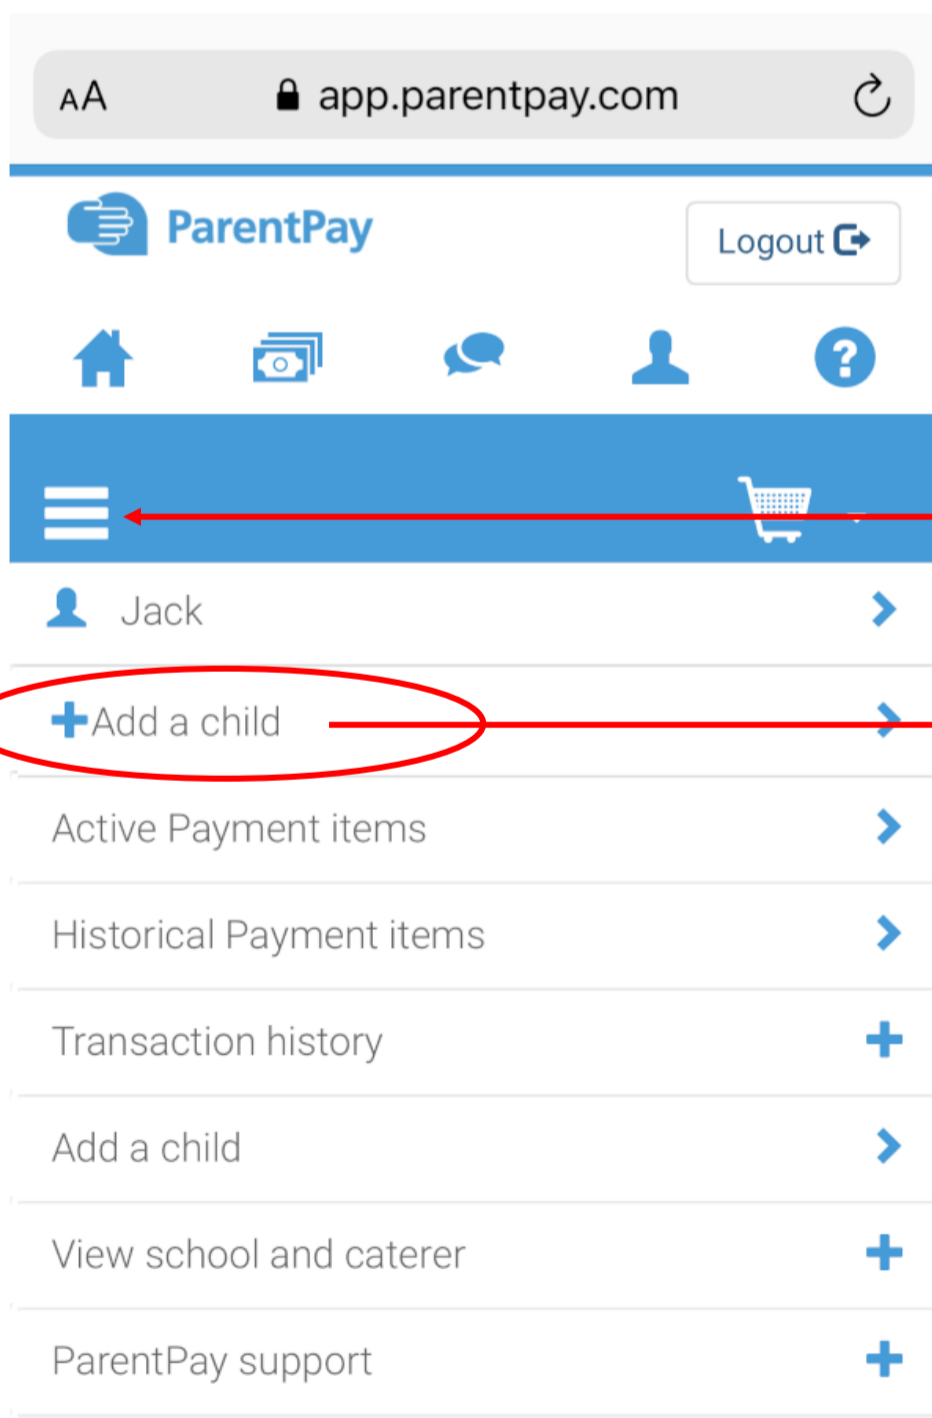 AA app.parentpay.com
ParentPay
Logout
?
Jack
+Add a child
Active Payment items
Historical Payment items
Transaction history +
Add a child
View school and caterer +
ParentPay support +